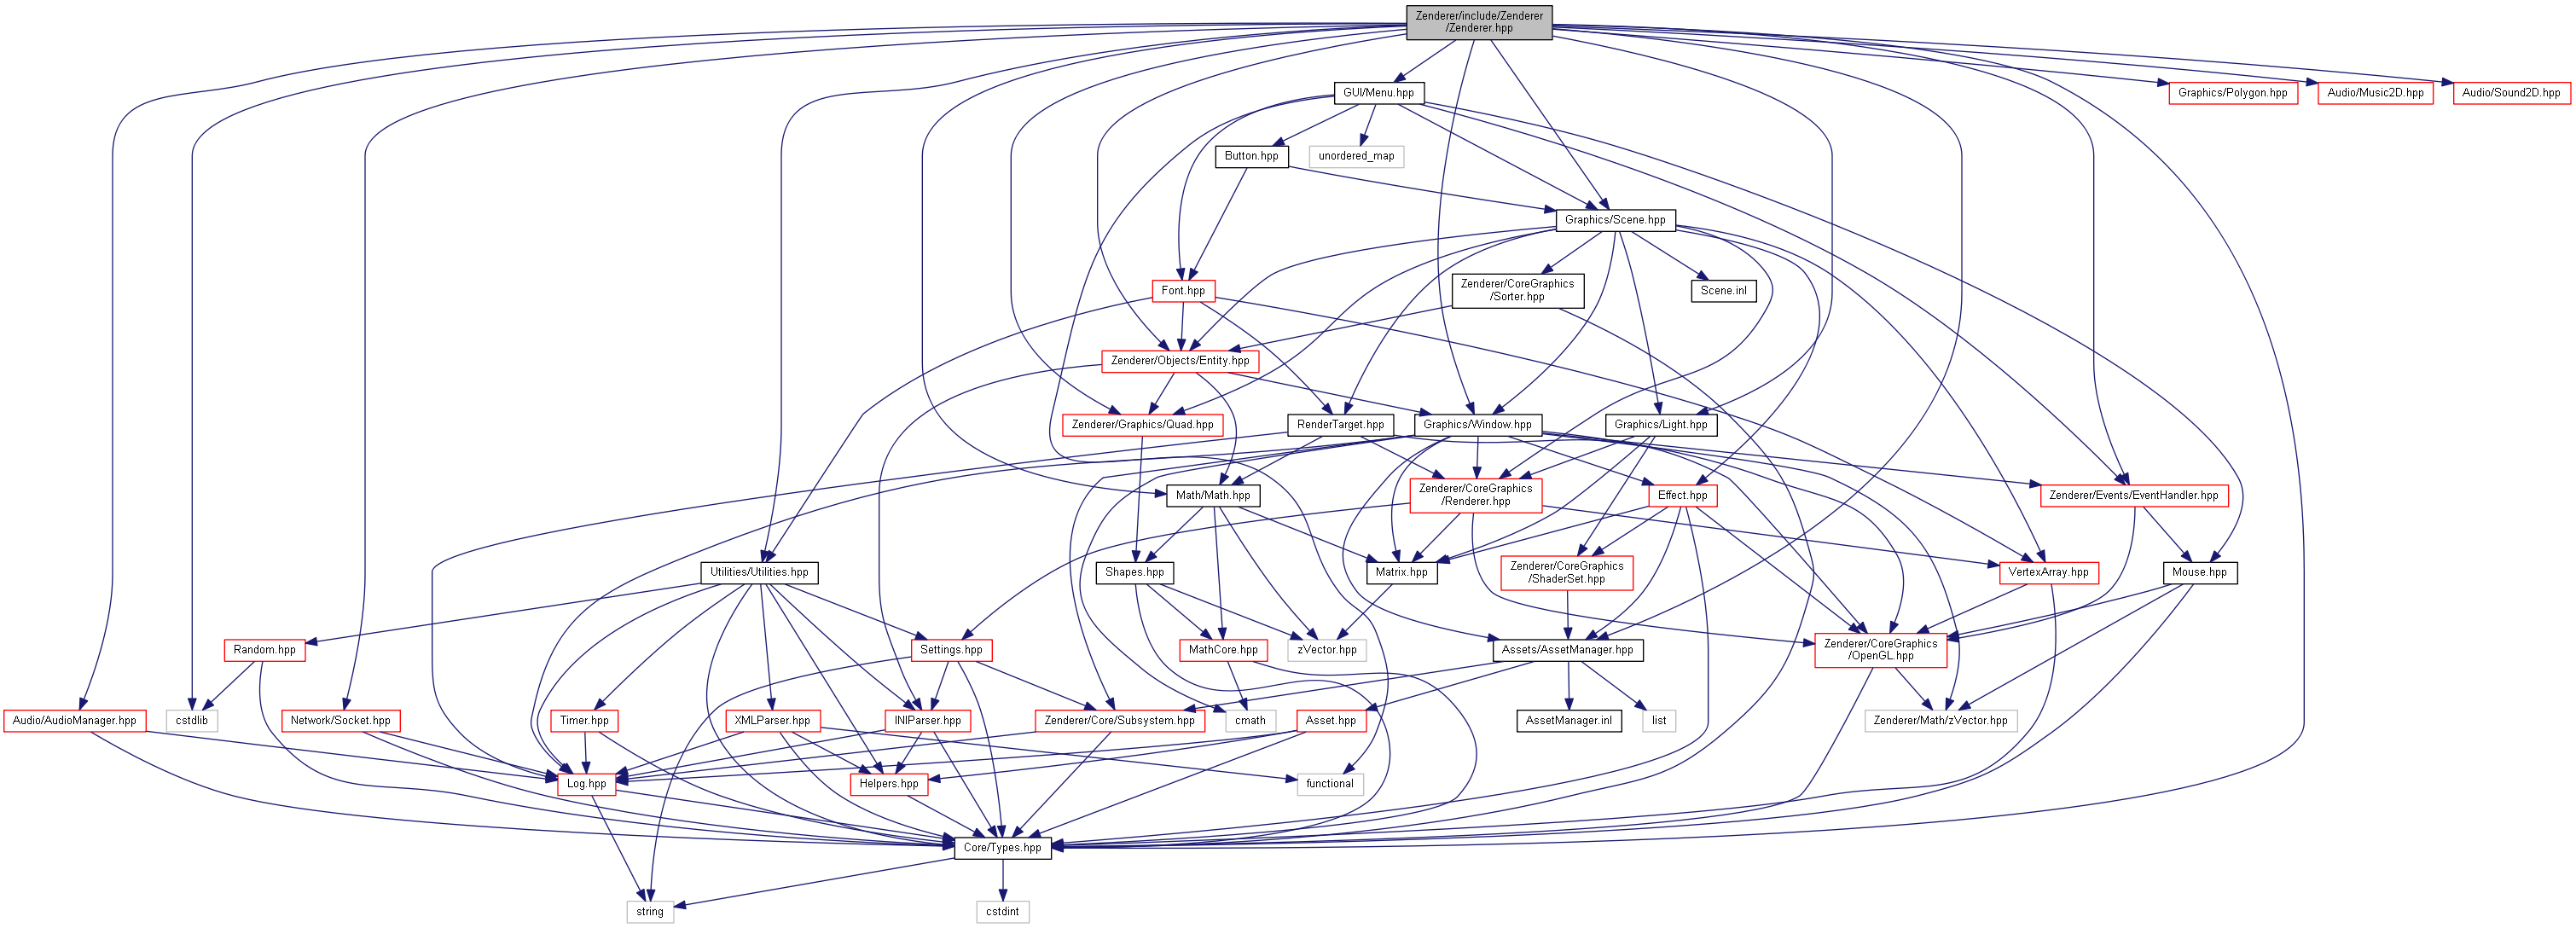 Zenderer/include/Zenderer
/Zenderer.hpp
GUI/Menu.hpp
Graphics/Polygon.hpp
Audio/Music2D.hpp
Audio/Sound2D.hpp
Button.hpp
unordered_map
Graphics/Scene.hpp
Font.hpp
Zenderer/CoreGraphics
/Sorter.hpp
Scene.inl
Zenderer/Objects/Entity.hpp
Zenderer/Graphics/Quad.hpp
RenderTarget.hpp
Graphics/Window.hpp
Graphics/Light.hpp
Math/Math.hpp
Zenderer/CoreGraphics
/Renderer.hpp
Effect.hpp
Zenderer/Events/EventHandler.hpp
Utilities/Utilities.hpp
Shapes.hpp
Matrix.hpp
Zenderer/CoreGraphics
/ShaderSet.hpp
VertexArray.hpp
Mouse.hpp
Random.hpp
Settings.hpp
MathCore.hpp
zVector.hpp
Assets/AssetManager.hpp
Zenderer/CoreGraphics
/OpenGL.hpp
Audio/AudioManager.hpp
cstdlib
Network/Socket.hpp
Timer.hpp
XMLParser.hpp
INIParser.hpp
Zenderer/Core/Subsystem.hpp
cmath
Asset.hpp
AssetManager.inl
list
Zenderer/Math/zVector.hpp
Log.hpp
Helpers.hpp
functional
Core/Types.hpp
string
cstdint